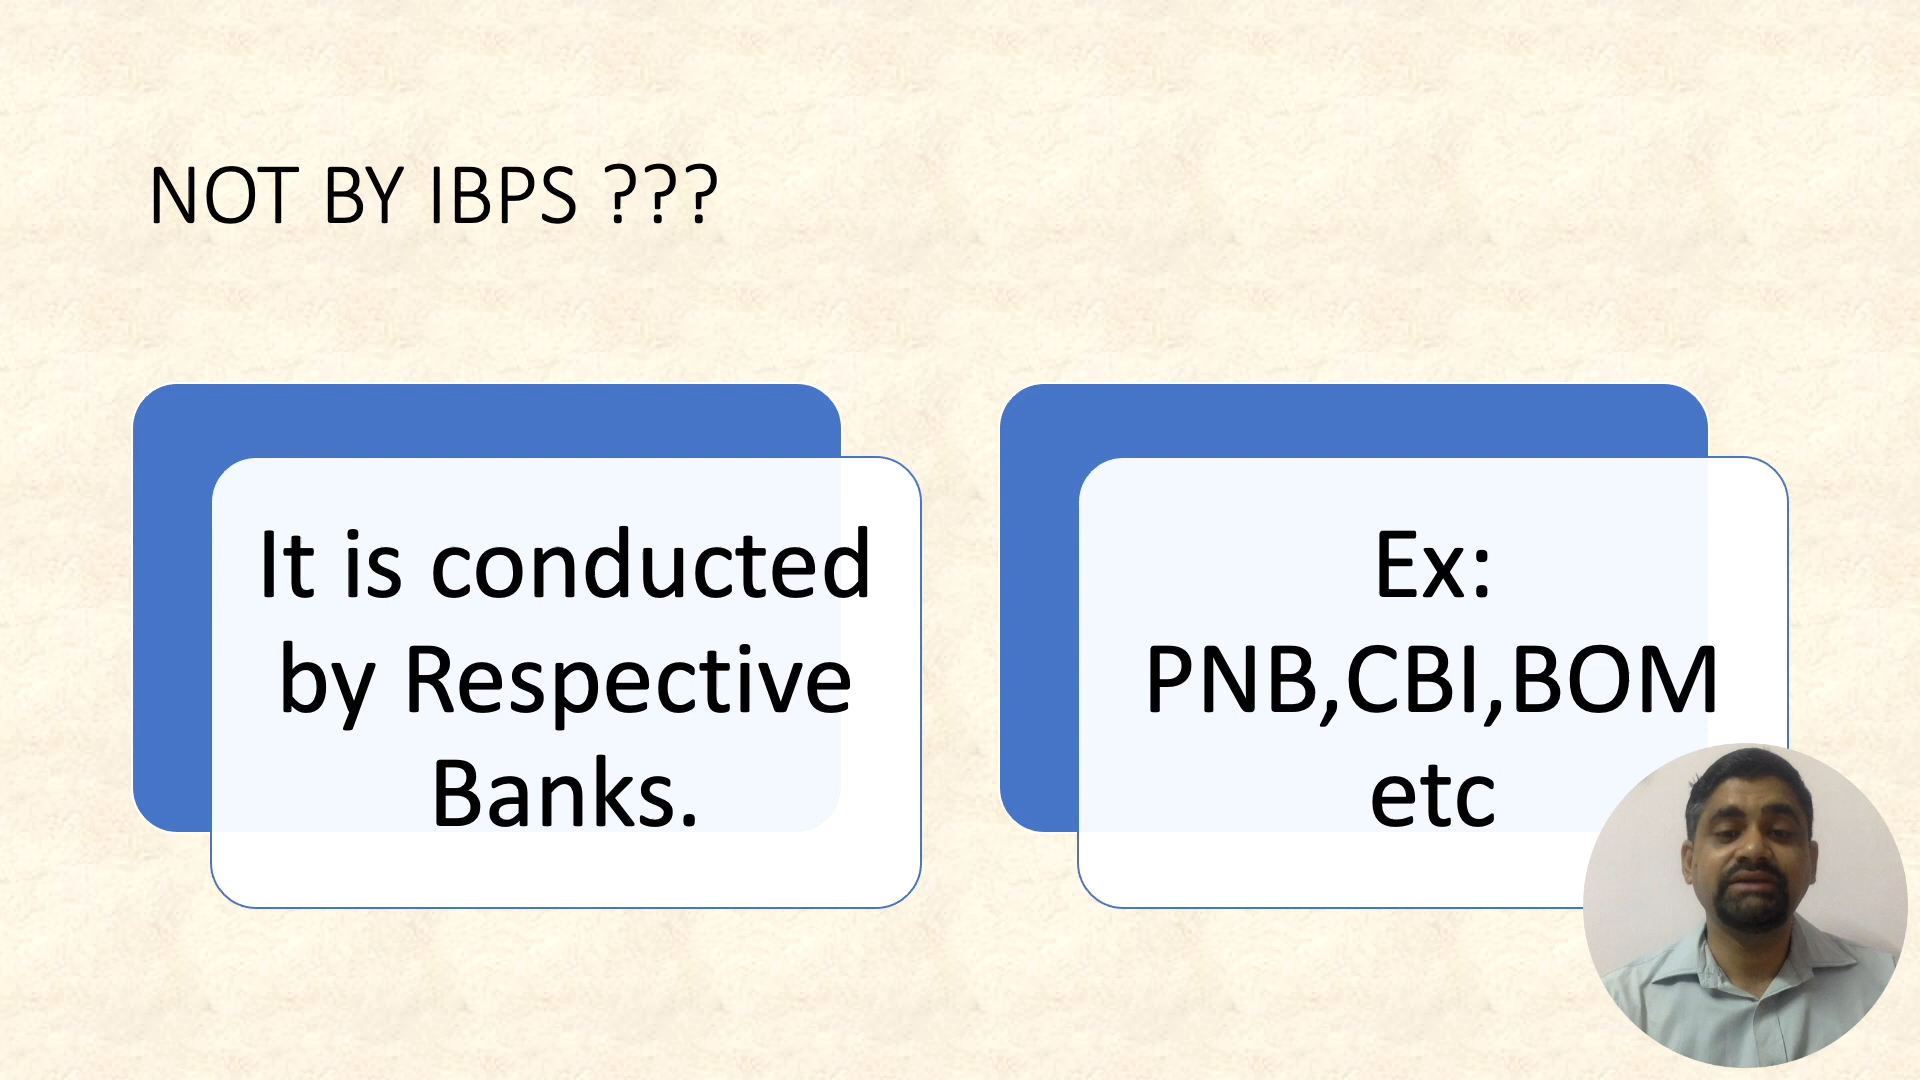 NOT BY IBPS ???
It is conducted
by Respective
Banks.
Ex:
PNB,CBI,BOM
etc